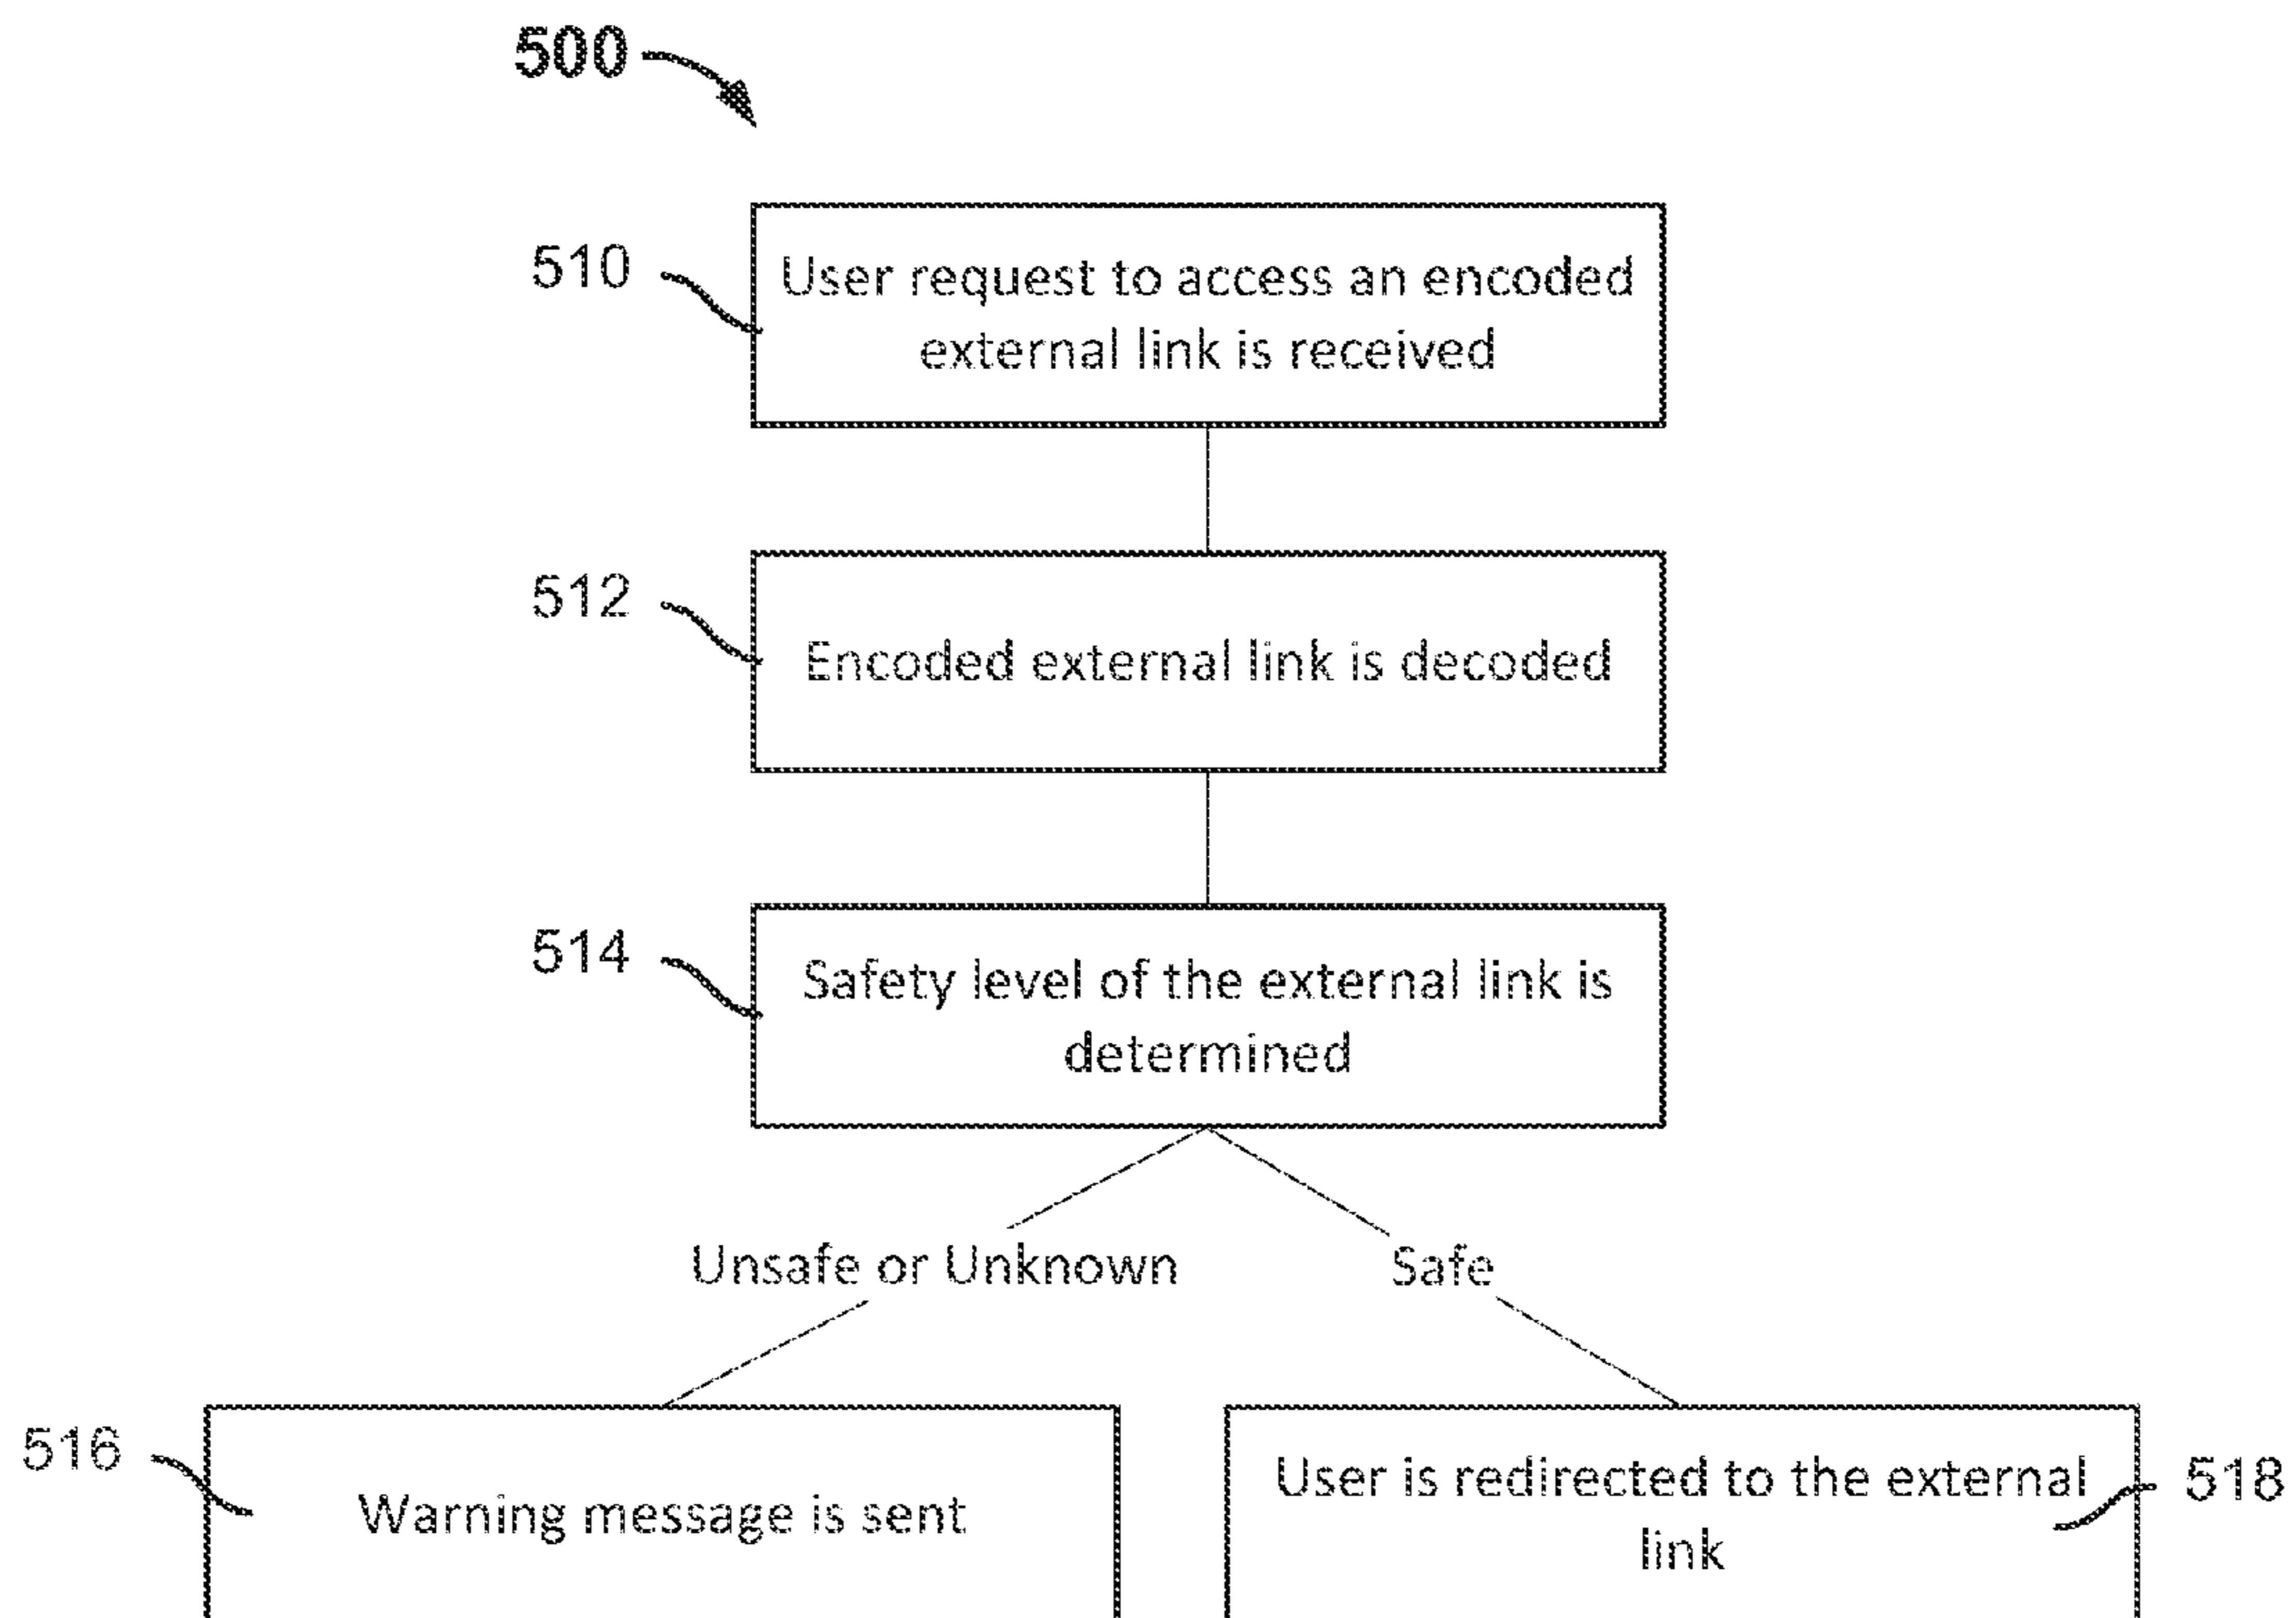 500
510
User request to access an encoded
external link is received
512
Encoded external link is decoded
514
Safety level of the external link is
determined
Unsafe or Unknown
Safe
516
Warning message is sent
User is redirected to the external
link
518